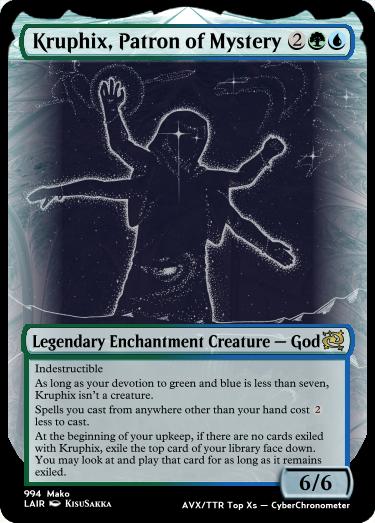 Kruphix, Patron of Mystery 2
Legendary Enchantment Creature — God
Indestructible
As long as your devotion to green and blue is less than seven,
Kruphix isn't a creature.
Spells you cast from anywhere other than your hand cost 2
less to cast.
At the beginning of your upkeep, if there are no cards exiled
with Kruphix, exile the top card of your library face down.
You may look at and play that card for as long as it remains
exiled.
6/6
994 Mako
LAIR KisuSakka
AVX/TTR Top Xs — CyberChronometer